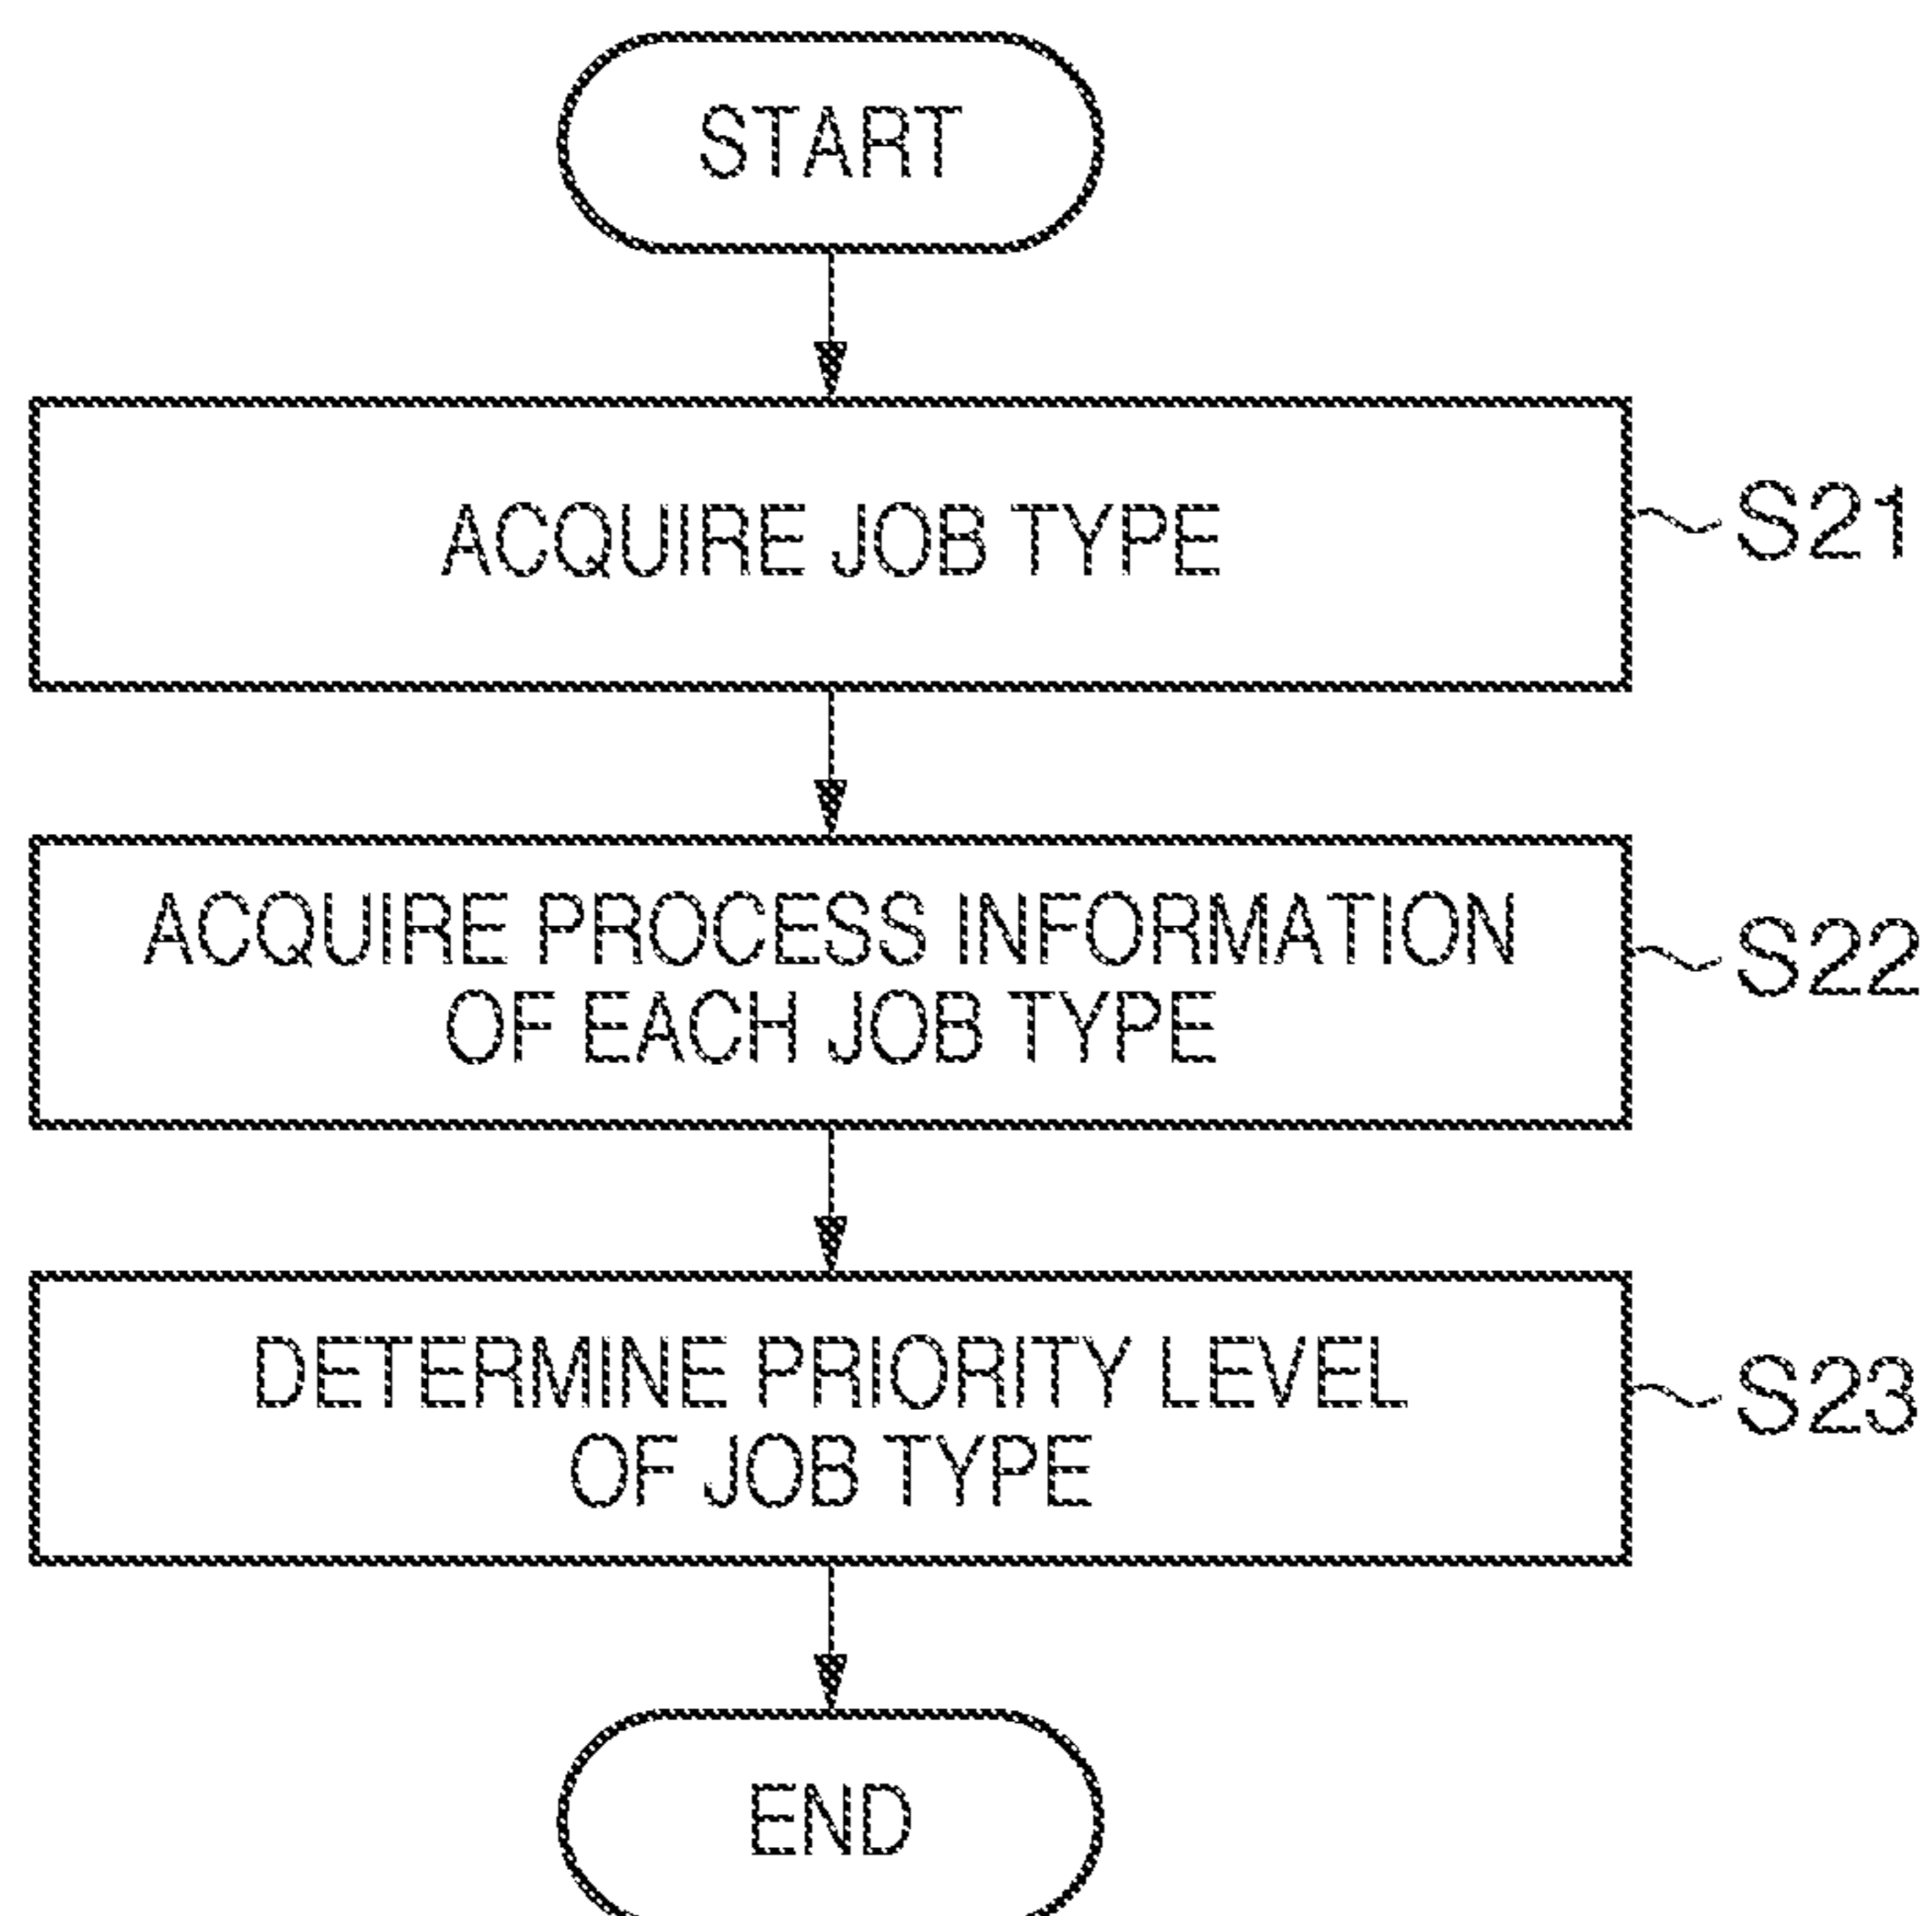 START
ACQUIRE JOB TYPE
S21
ACQUIRE PROCESS INFORMATION
OF EACH JOB TYPE
S22
DETERMINE PRIORITY LEVEL
OF JOB TYPE
S23
END